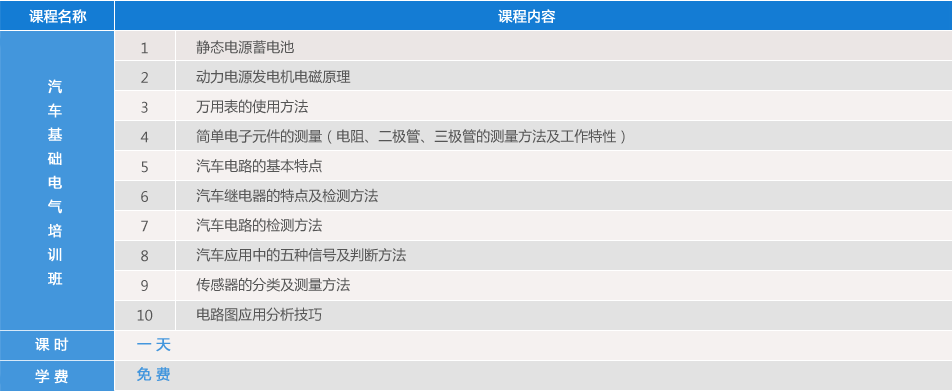 课程名称 课程内容
汽车基础电气培训班
1 静态电源蓄电池
2 动力电源发电机电磁原理
3 万用表的使用方法
4 简单电子元件的测量（电阻、二极管、三极管的测量方法及工作特性）
5 汽车电路的基本特点
6 汽车继电器的特点及检测方法
7 汽车电路的检测方法
8 汽车应用中的五种信号及判断方法
9 传感器的分类及测量方法
10 电路图应用分析技巧
课时 一天
学费 免费